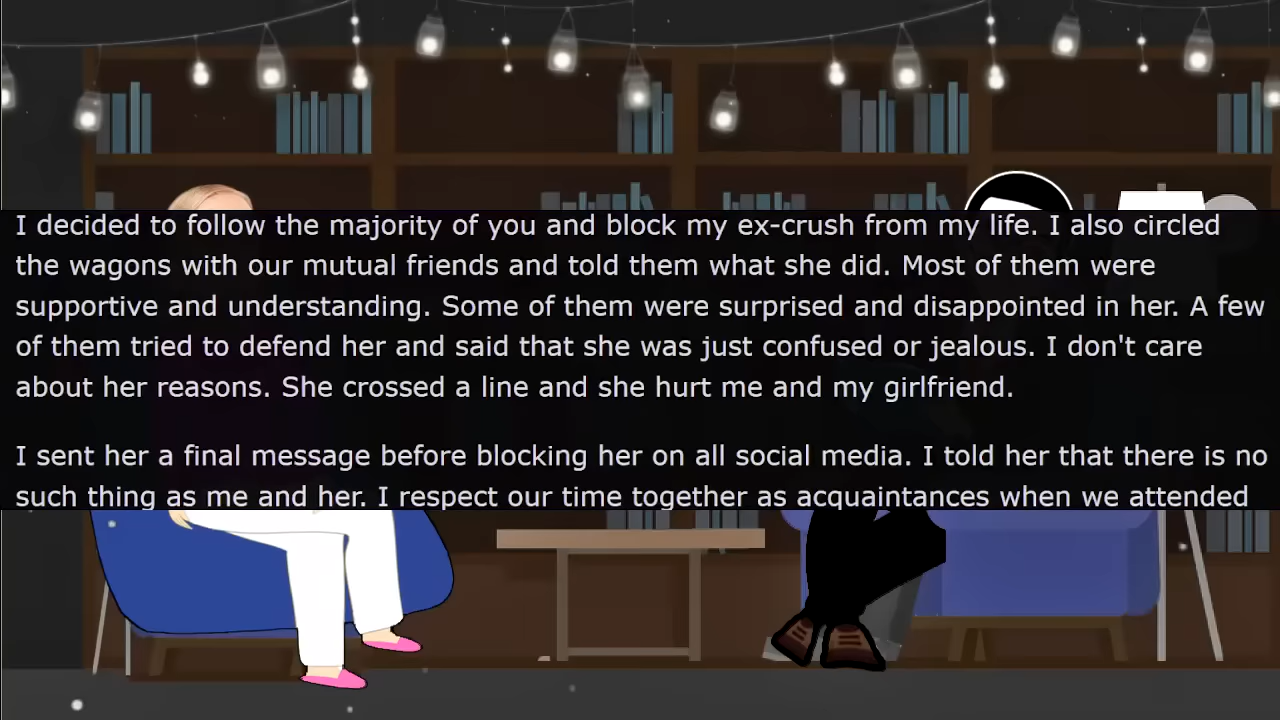 I decided to follow the majority of you and block my ex-crush from my life. I also circled
the wagons with our mutual friends and told them what she did. Most of them were
supportive and understanding. Some of them were surprised and disappointed in her. A few
of them tried to defend her and said that she was just confused or jealous. I don't care
about her reasons. She crossed a line and she hurt me and my girlfriend.
I sent her a final message before blocking her on all social media. I told her that there is no
such thing as me and her. I respect our time together as acquaintances when we attended